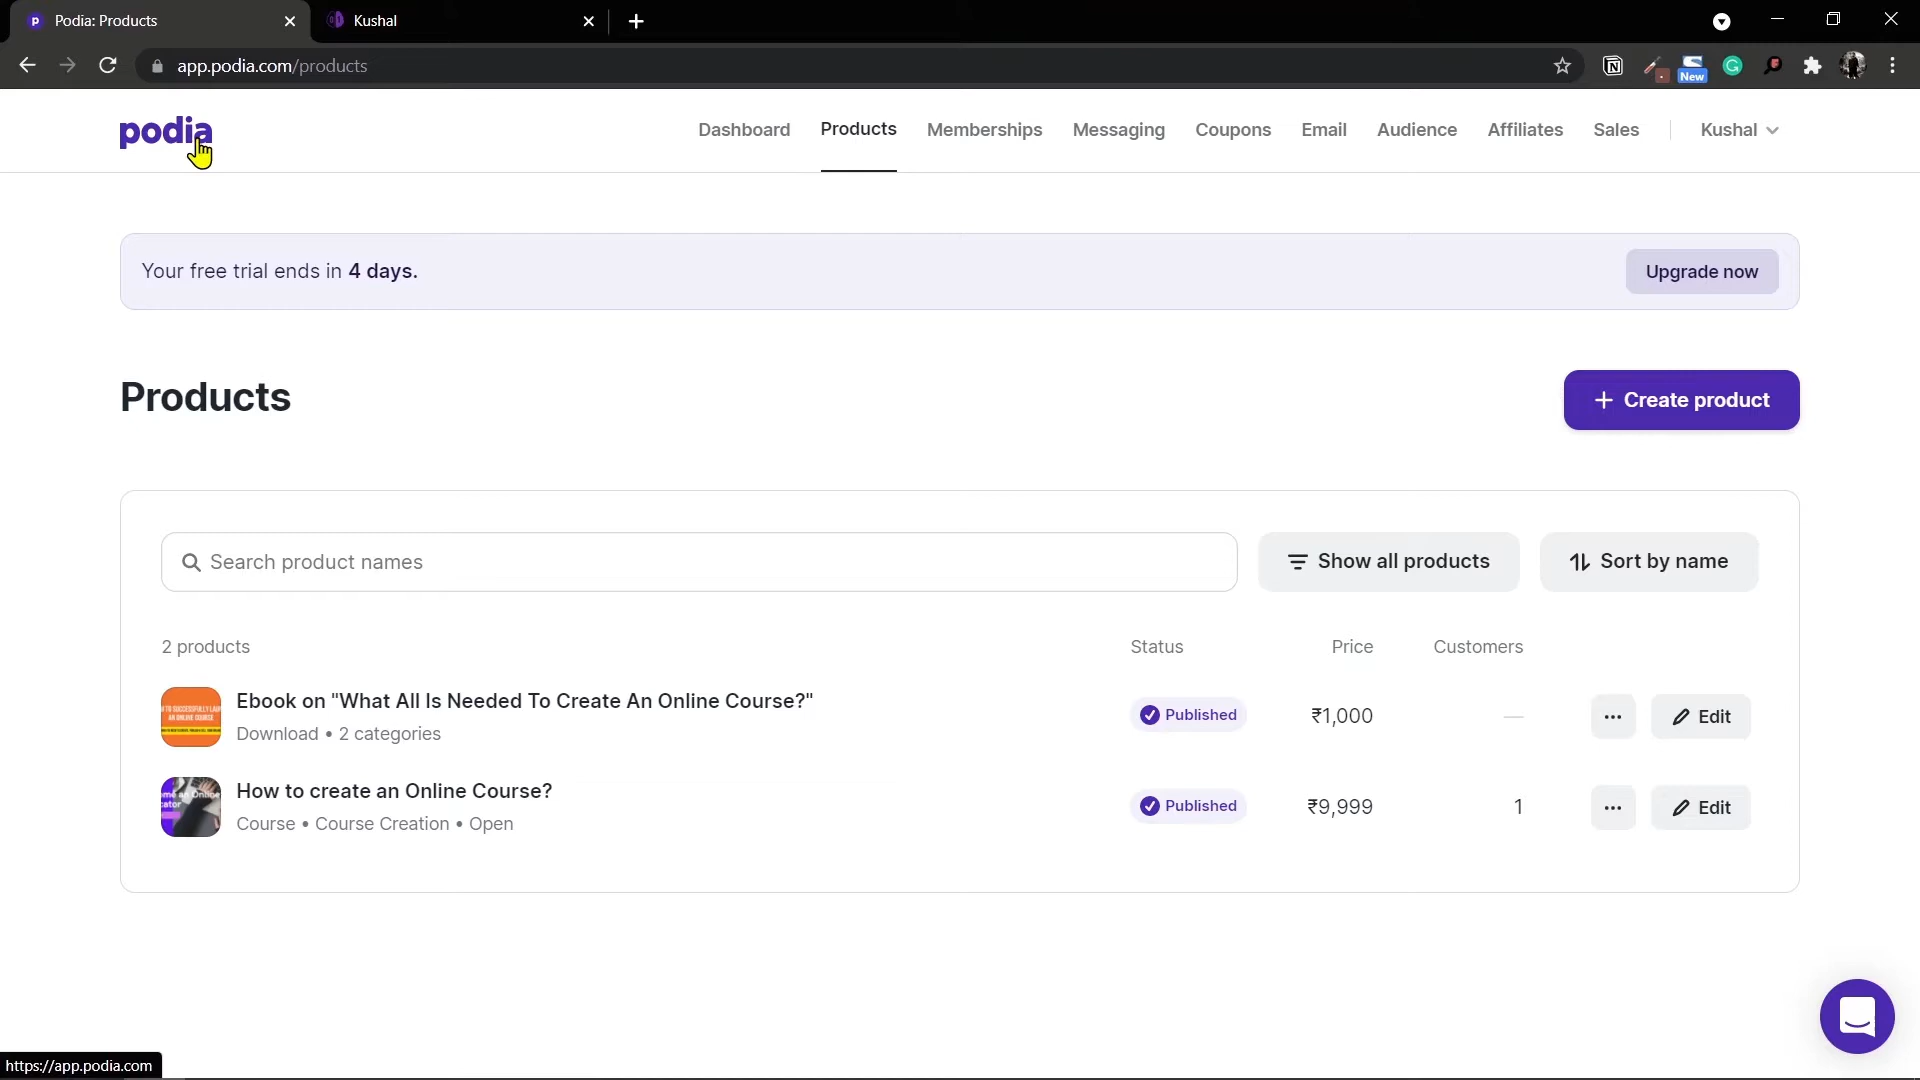 Podia: Products
Kushal
app.podia.com/products
New
podia
Dashboard Products Memberships Messaging Coupons Email Audience Affiliates Sales Kushal
Your free trial ends in 4 days.
Upgrade now
Products
+ Create product
Search product names
Show all products
Sort by name
2 products Status Price Customers
Ebook on "What All Is Needed To Create An Online Course?"
Download • 2 categories
Published ₹1,000 — ... Edit
How to create an Online Course?
Course • Course Creation • Open
Published ₹9,999 1 ... Edit
https://app.podia.com